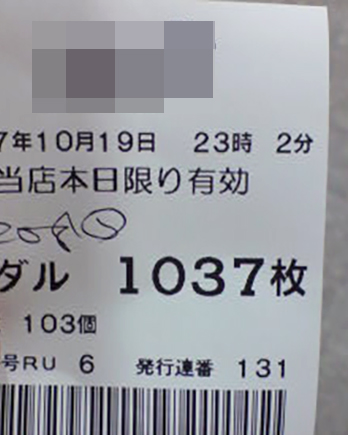 7年10月19日 23時 2分
当店本日限り有効
ダル 1037枚
103個
号RU 6 発行連番 131